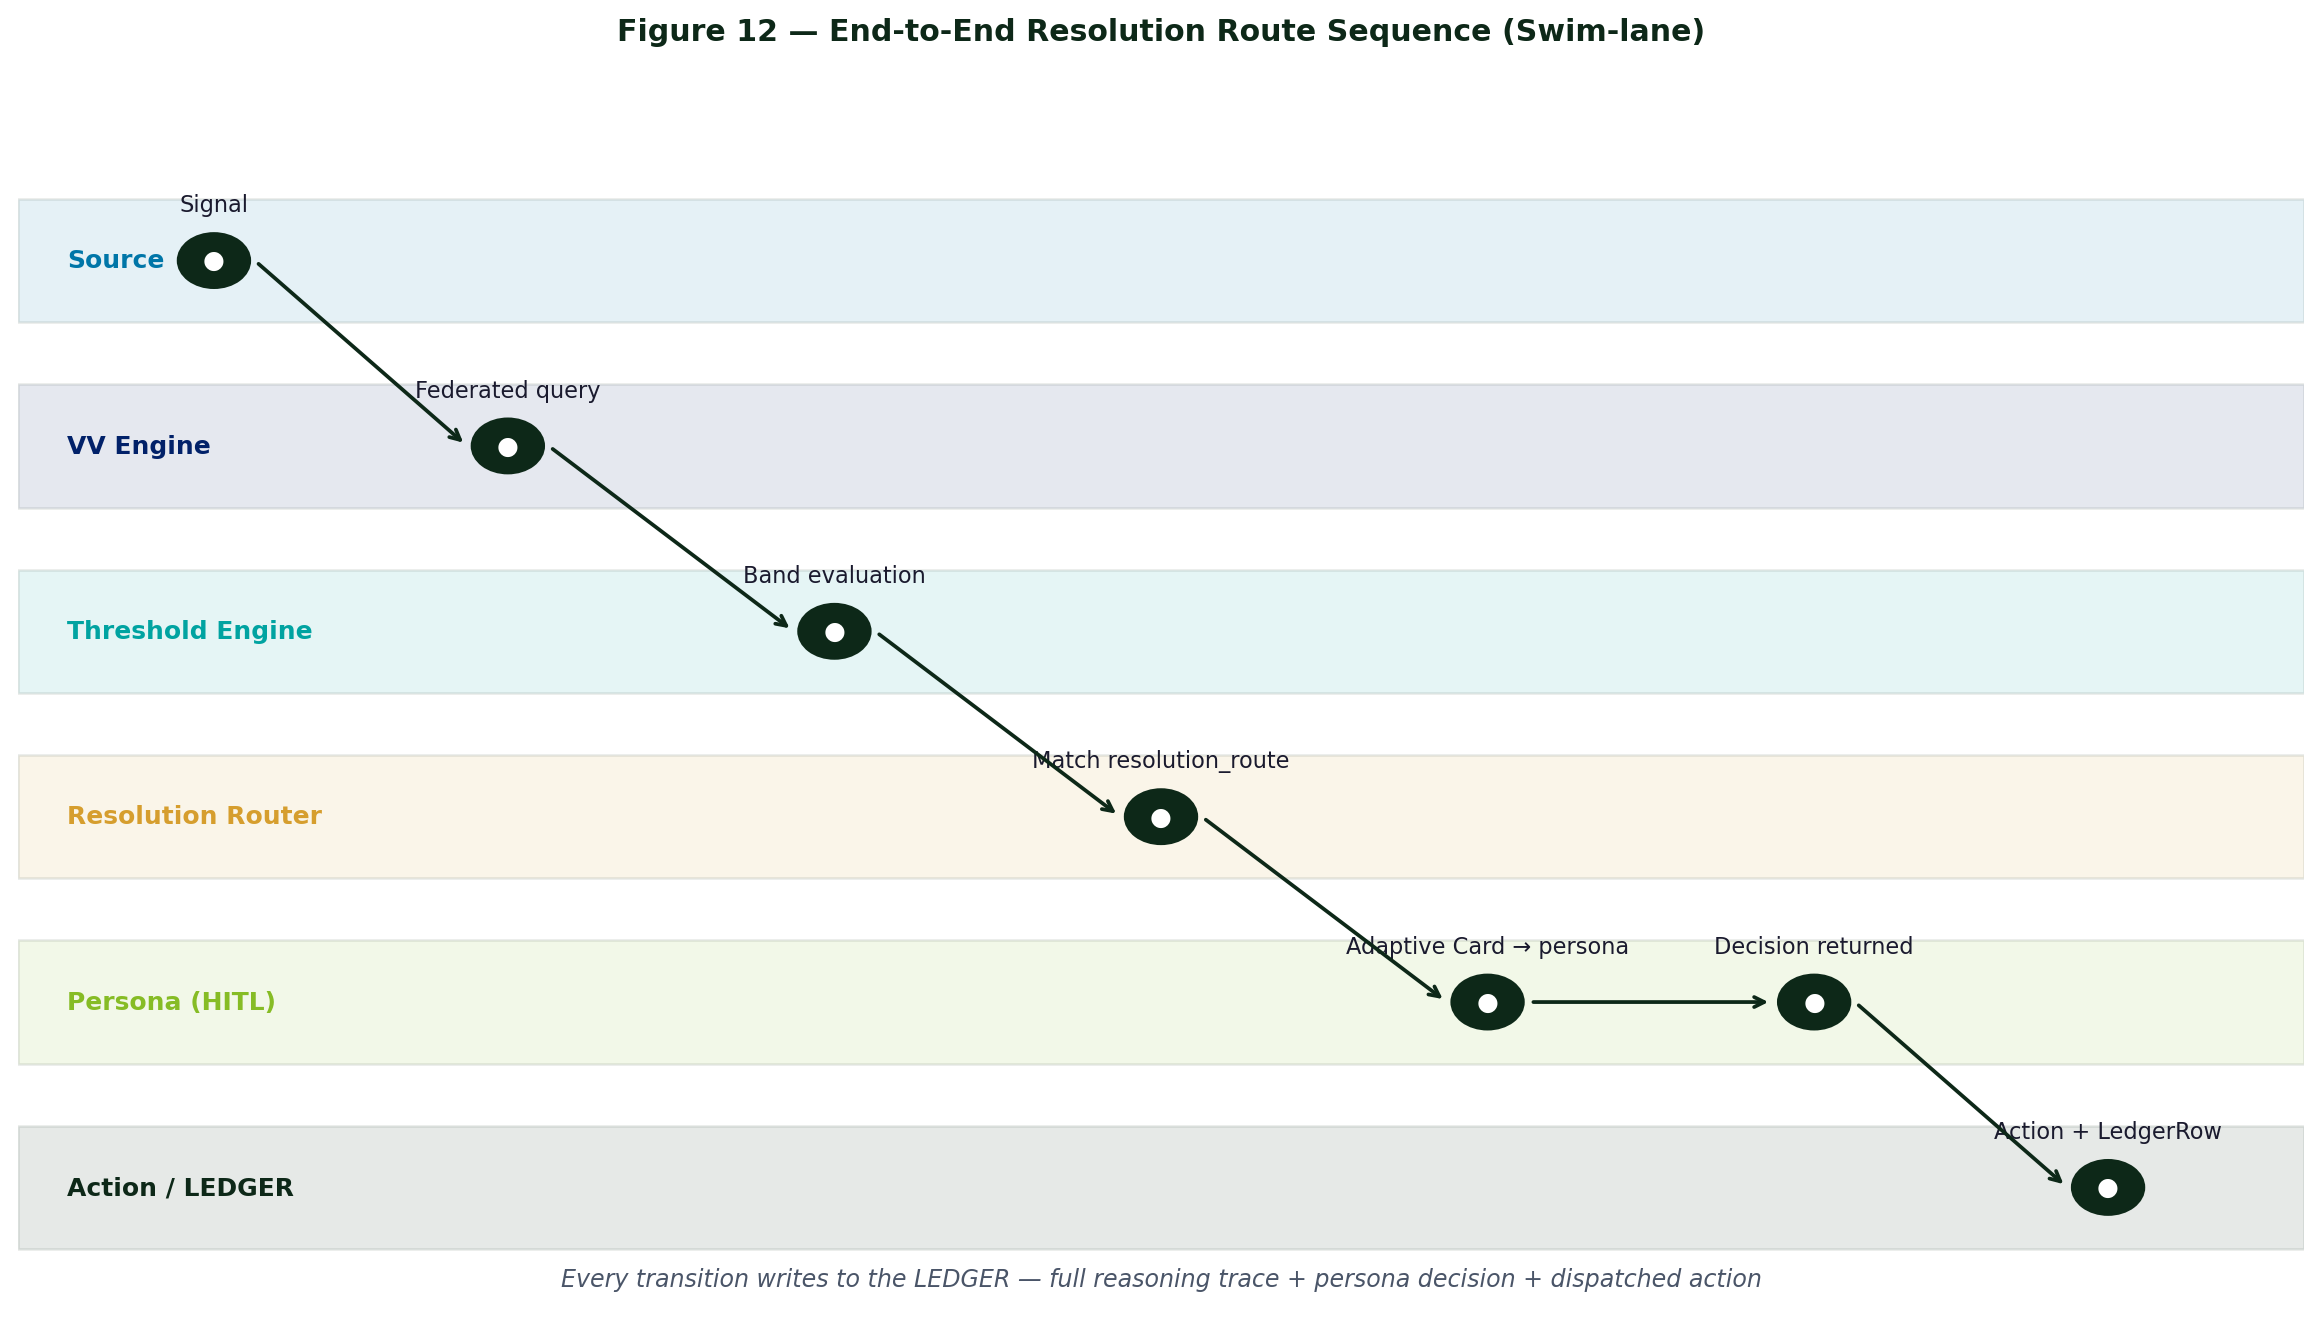 Figure 12 — End-to-End Resolution Route Sequence (Swim-lane)
Signal
Source
Federated query
VV Engine
Band evaluation
Threshold Engine
Match resolution_route
Resolution Router
Adaptive Card → persona
Decision returned
Persona (HITL)
Action + LedgerRow
Action / LEDGER
Every transition writes to the LEDGER — full reasoning trace + persona decision + dispatched action